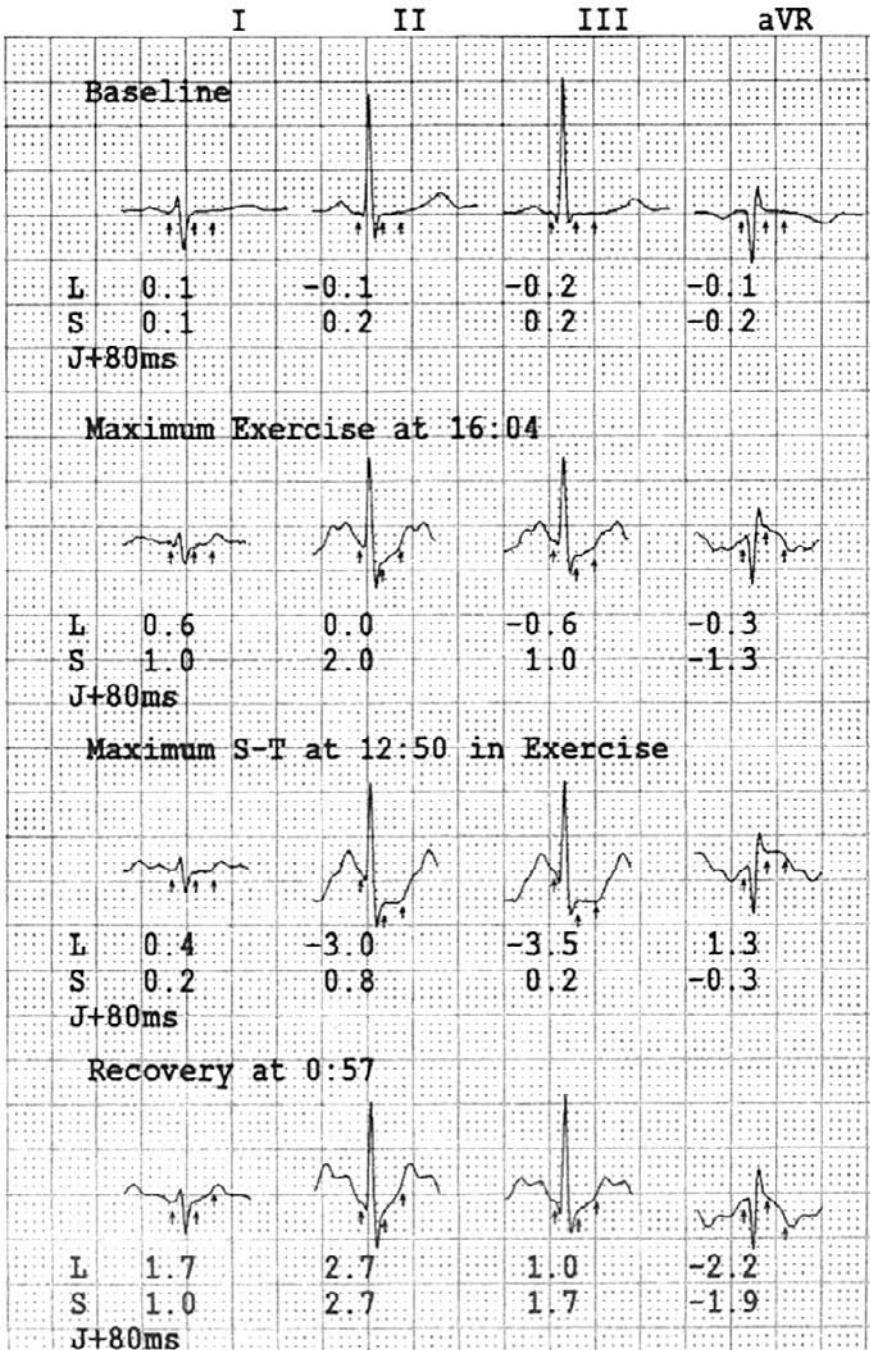 I II III aVR
Baseline
L 0.1 -0.1 -0.2 -0.1
S 0.1 0.2 0.2 -0.2
J+80ms
Maximum Exercise at 16:04
L 0.6 0.0 -0.6 -0.3
S 1.0 2.0 1.0 -1.3
J+80ms
Maximum S-T at 12:50 in Exercise
L 0.4 -3.0 -3.5 1.3
S 0.2 0.8 0.2 -0.3
J+80ms
Recovery at 0:57
L 1.7 2.7 1.0 -2.2
S 1.0 2.7 1.7 -1.9
J+80ms